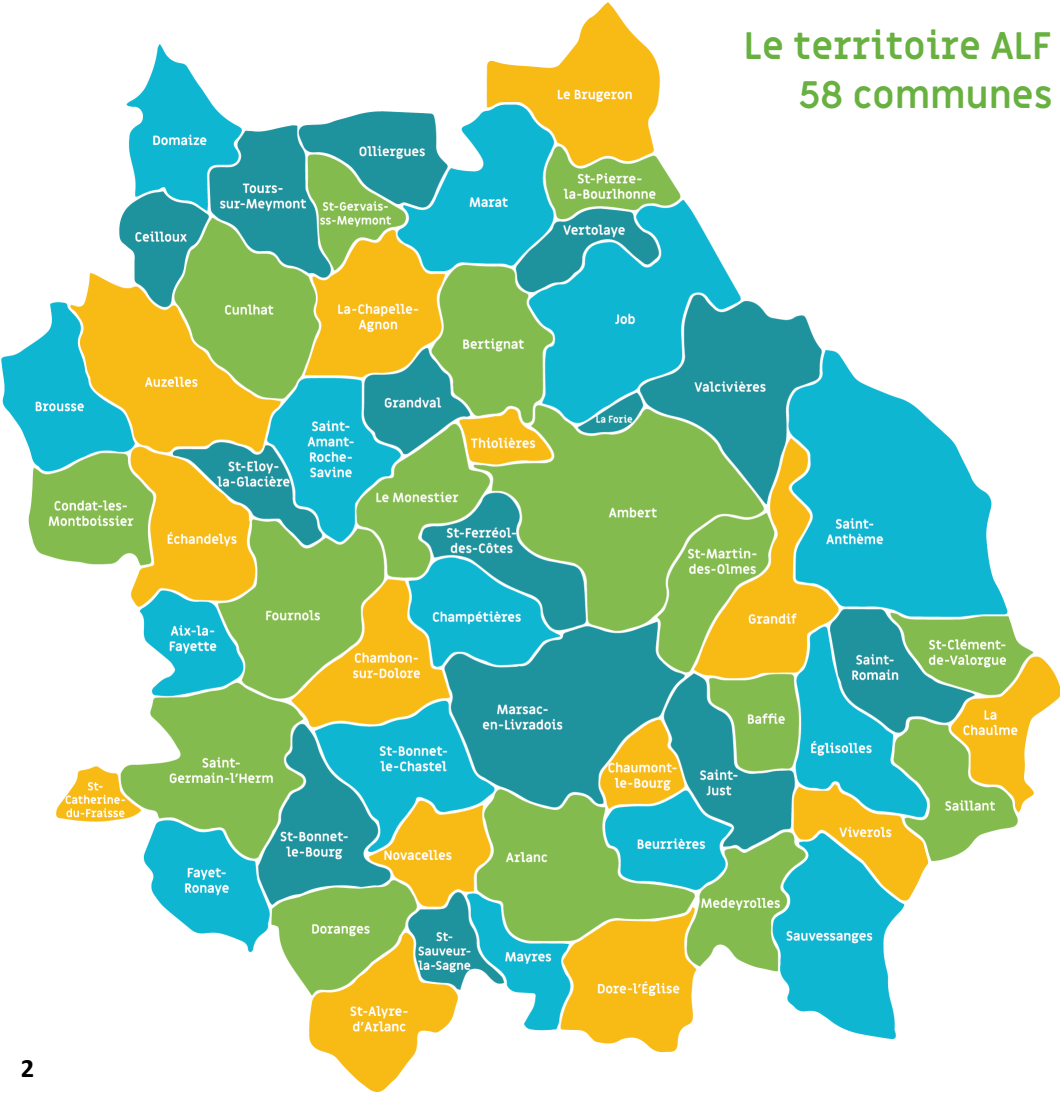 Le territoire ALF
58 communes
Le Brugeron
Domaize
Olliergues
St-Pierre-
la-Bourlhonne
Tours-
sur-Meymont
St-Gervais-
ss-Meymont
Marat
Vertolaye
Ceilloux
Cunlhat
La-Chapelle-
Agnon
Job
Bertignat
Auzelles
Valcivières
Brousse
Grandval
La Forie
Saint-
Amant-
Roche-
Savine
Thiolières
St-Eloy-
la-Glacière
Le Monestier
Condat-les-
Montboissier
Ambert
Saint-
Anthème
Échandelys
St-Ferréol-
des-Côtes
St-Martin-
des-Olmes
Fournols
Champétières
Grandif
Aix-la-
Fayette
Chambon-
sur-Dolore
Saint-
Romain
St-Clément-
de-Valorgue
Marsac-
en-Livradois
Baffie
La
Chaulme
Églisolles
St-Bonnet-
le-Chastel
Saint-
Germain-l'Herm
Chaumont-
le-Bourg
Saint-
Just
St-
Catherine-
du-Fraisse
Saillant
Viverols
St-Bonnet-
le-Bourg
Novacelles
Arlanc
Beurrières
Fayet-
Ronaye
Medeyrolles
Doranges
St-
Sauveur-
la-Sagne
Mayres
Sauvessanges
Dore-l'Église
St-Alyre-
d'Arlanc
2